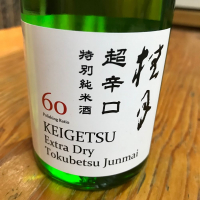 桂月
超辛口
特別純米酒
60
Polishing Ratio
KEIGETSU
Extra Dry
Tokubetsu Junmai